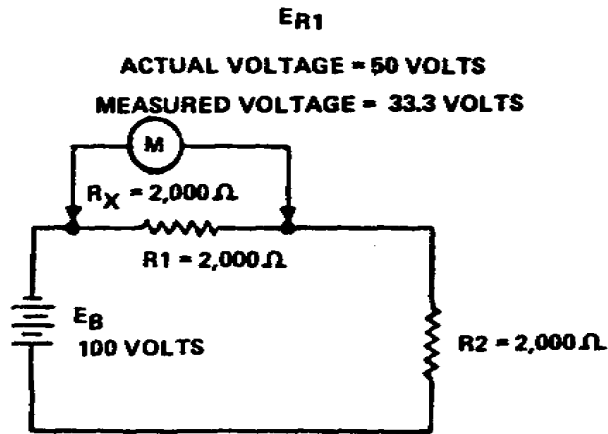 ER1
ACTUAL VOLTAGE = 50 VOLTS
MEASURED VOLTAGE = 33.3 VOLTS
M
RX = 2,000 Ω
R1 = 2,000 Ω
EB
100 VOLTS
R2 = 2,000 Ω